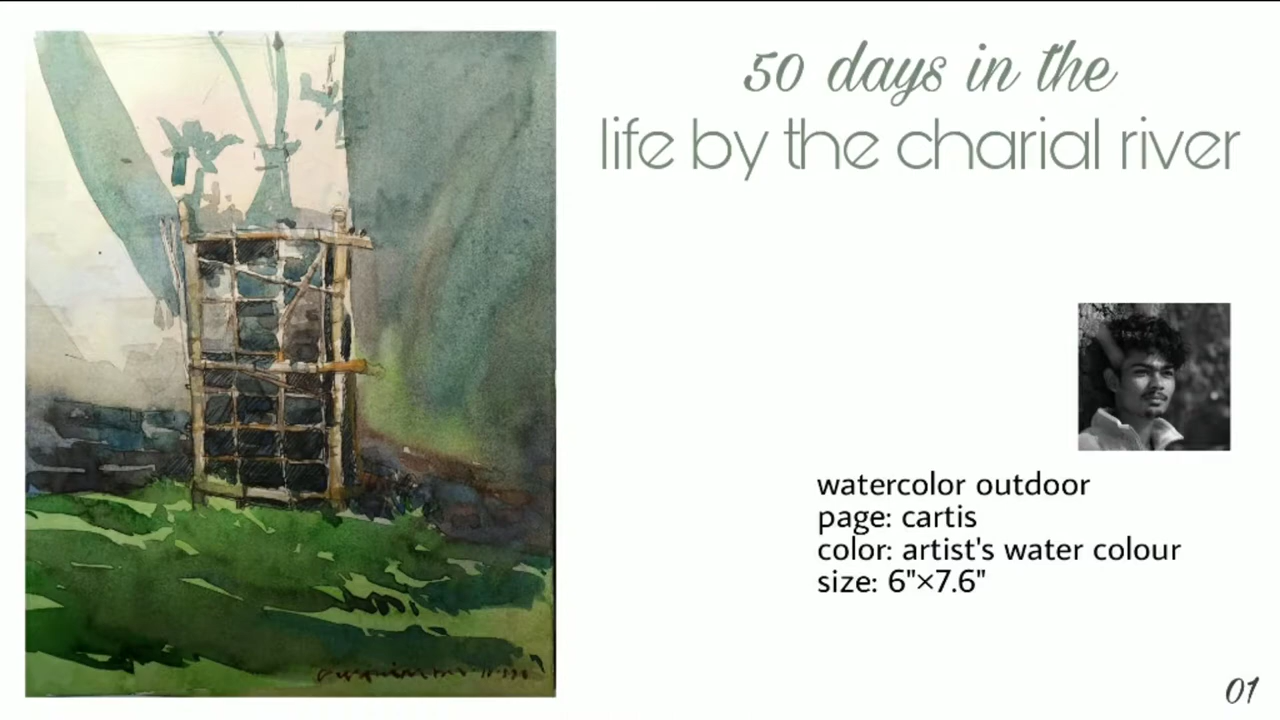 50 days in the
life by the charial river
watercolor outdoor
page: cartis
color: artist's water colour
size: 6"×7.6"
01